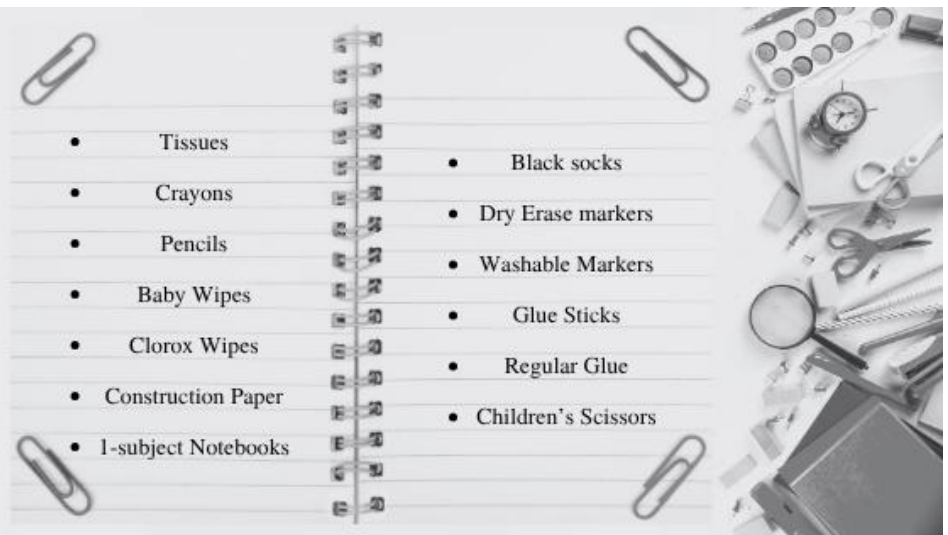 • Tissues
• Crayons
• Pencils
• Baby Wipes
• Clorox Wipes
• Construction Paper
• 1-subject Notebooks
• Black socks
• Dry Erase markers
• Washable Markers
• Glue Sticks
• Regular Glue
• Children’s Scissors